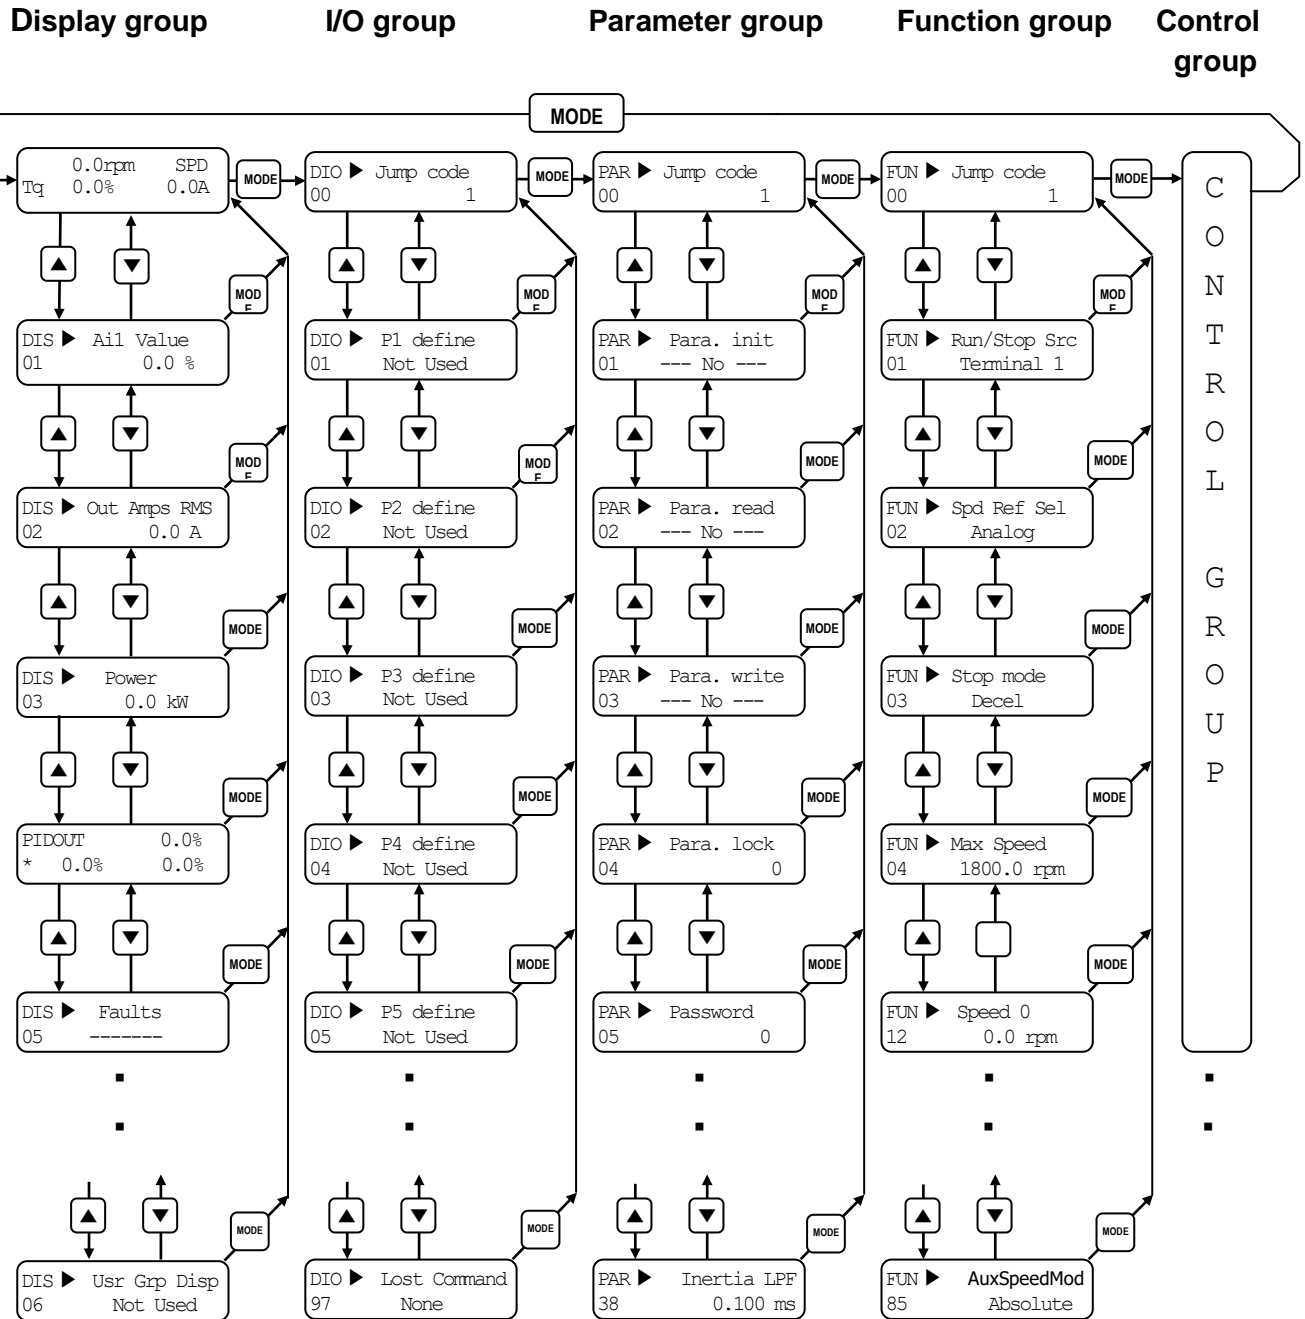 Display group
I/O group
Parameter group
Function group
Control
group
MODE
0.0rpm SPD
Tq 0.0% 0.0A
MODE
DIO ▶ Jump code
00 1
MODE
PAR ▶ Jump code
00 1
MODE
FUN ▶ Jump code
00 1
MODE
C
O
N
T
R
O
L
G
R
O
U
P
▲ ▼
MOD
E
▲ ▼
MOD
E
▲ ▼
MOD
E
▲ ▼
MOD
E
DIS ▶ Ai1 Value
01 0.0 %
DIO ▶ P1 define
01 Not Used
PAR ▶ Para. init
01 --- No ---
FUN ▶ Run/Stop Src
01 Terminal 1
▲ ▼
MOD
E
▲ ▼
MOD
E
▲ ▼
MODE
▲ ▼
MODE
DIS ▶ Out Amps RMS
02 0.0 A
DIO ▶ P2 define
02 Not Used
PAR ▶ Para. read
02 --- No ---
FUN ▶ Spd Ref Sel
02 Analog
▲ ▼
MODE
▲ ▼
MODE
▲ ▼
MODE
▲ ▼
MODE
DIS ▶ Power
03 0.0 kW
DIO ▶ P3 define
03 Not Used
PAR ▶ Para. write
03 --- No ---
FUN ▶ Stop mode
03 Decel
▲ ▼
MODE
▲ ▼
MODE
▲ ▼
MODE
▲ ▼
MODE
PIDOUT 0.0%
* 0.0% 0.0%
DIO ▶ P4 define
04 Not Used
PAR ▶ Para. lock
04 0
FUN ▶ Max Speed
04 1800.0 rpm
▲ ▼
MODE
▲ ▼
MODE
▲ ▼
MODE
▲
MODE
DIS ▶ Faults
05 -------
DIO ▶ P5 define
05 Not Used
PAR ▶ Password
05 0
FUN ▶ Speed 0
12 0.0 rpm
▲ ▼
MODE
▲ ▼
MODE
▲ ▼
MODE
▲ ▼
MODE
DIS ▶ Usr Grp Disp
06 Not Used
DIO ▶ Lost Command
97 None
PAR ▶ Inertia LPF
38 0.100 ms
FUN ▶ AuxSpeedMod
85 Absolute